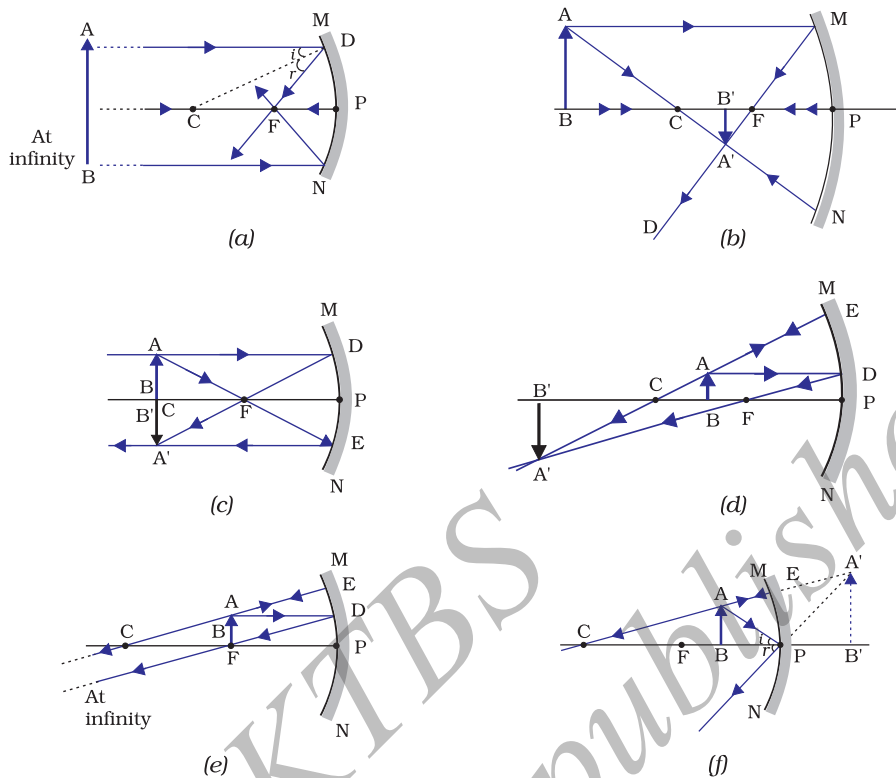 M
A
D
i
r
C
F
P
At
infinity
B
N
(a)
A
M
B
C
B'
F
P
A'
N
D
(b)
M
A
D
B
B'
C
F
P
A'
E
N
(c)
M
E
A
D
B'
C
B
F
P
A'
N
(d)
M
E
A
D
B
C
F
P
At
infinity
N
(e)
M
E
A'
A
C
F
B
i
r
P
B'
N
(f)
KTBS
publishe